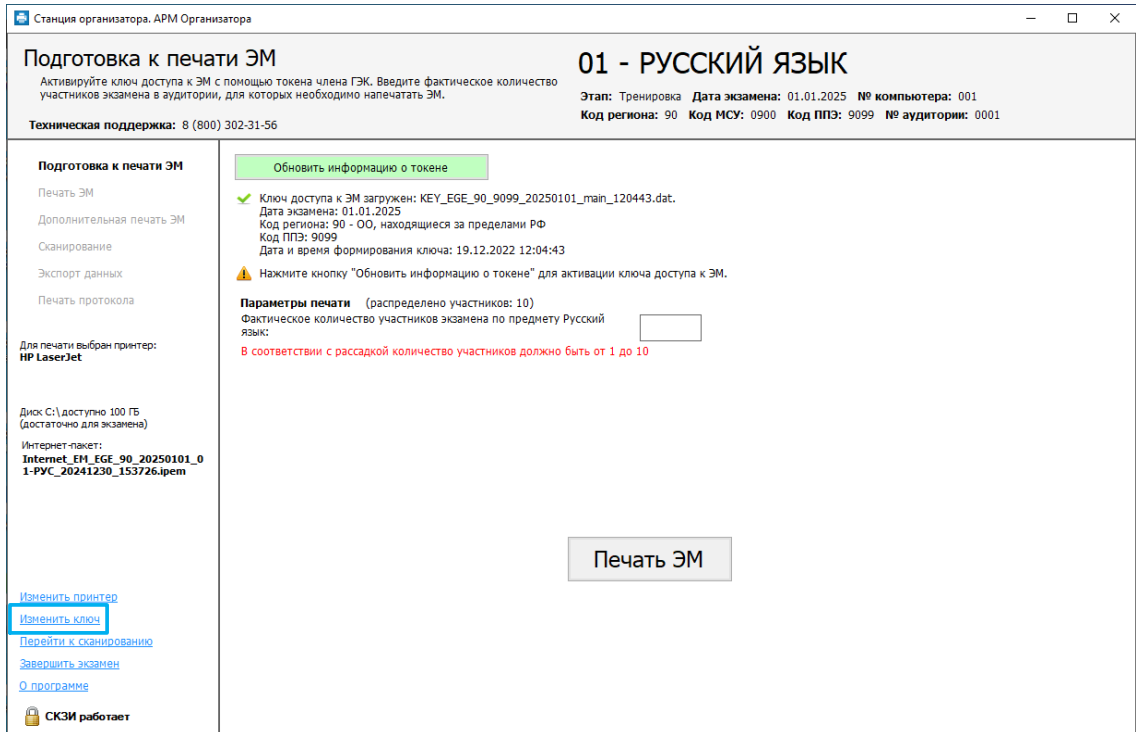 Станция организатора. АРМ Организатора
Подготовка к печати ЭМ
Активируйте ключ доступа к ЭМ с помощью токена члена ГЭК. Введите фактическое количество
участников экзамена в аудитории, для которых необходимо напечатать ЭМ.
Техническая поддержка: 8 (800) 302-31-56
01 - РУССКИЙ ЯЗЫК
Этап: Тренировка Дата экзамена: 01.01.2025 № компьютера: 001
Код региона: 90 Код МСУ: 0900 Код ППЭ: 9099 № аудитории: 0001
Подготовка к печати ЭМ
Печать ЭМ
Дополнительная печать ЭМ
Сканирование
Экспорт данных
Печать протокола
Для печати выбран принтер:
HP LaserJet
Диск C:\ доступно 100 ГБ
(достаточно для экзамена)
Интернет-пакет:
Internet_EM_EGE_90_20250101_0
1-РУС_20241230_153726.ipem
Изменить принтер
Изменить ключ
Перейти к сканированию
Завершить экзамен
О программе
СКЗИ работает
Обновить информацию о токене
Ключ доступа к ЭМ загружен: KEY_EGE_90_9099_20250101_main_120443.dat.
Дата экзамена: 01.01.2025
Код региона: 90 - ОО, находящиеся за пределами РФ
Код ППЭ: 9099
Дата и время формирования ключа: 19.12.2022 12:04:43
Нажмите кнопку "Обновить информацию о токене" для активации ключа доступа к ЭМ.
Параметры печати (распределено участников: 10)
Фактическое количество участников экзамена по предмету Русский
язык:
В соответствии с рассадкой количество участников должно быть от 1 до 10
Печать ЭМ